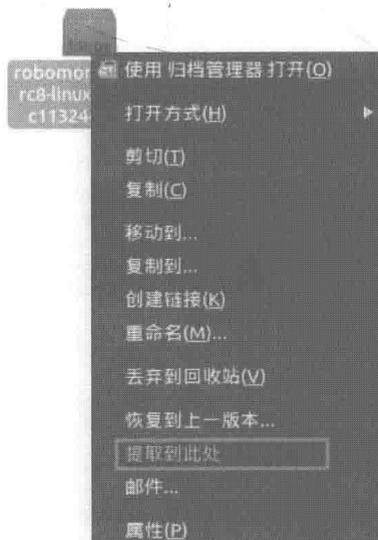 robomon
rc8-linux
c11324
使用 归档管理器 打开(O)
打开方式(H)
剪切(T)
复制(C)
移动到...
复制到...
创建链接(K)
重命名(M)...
丢弃到回收站(V)
恢复到上一版本...
提取到此处
邮件...
属性(P)